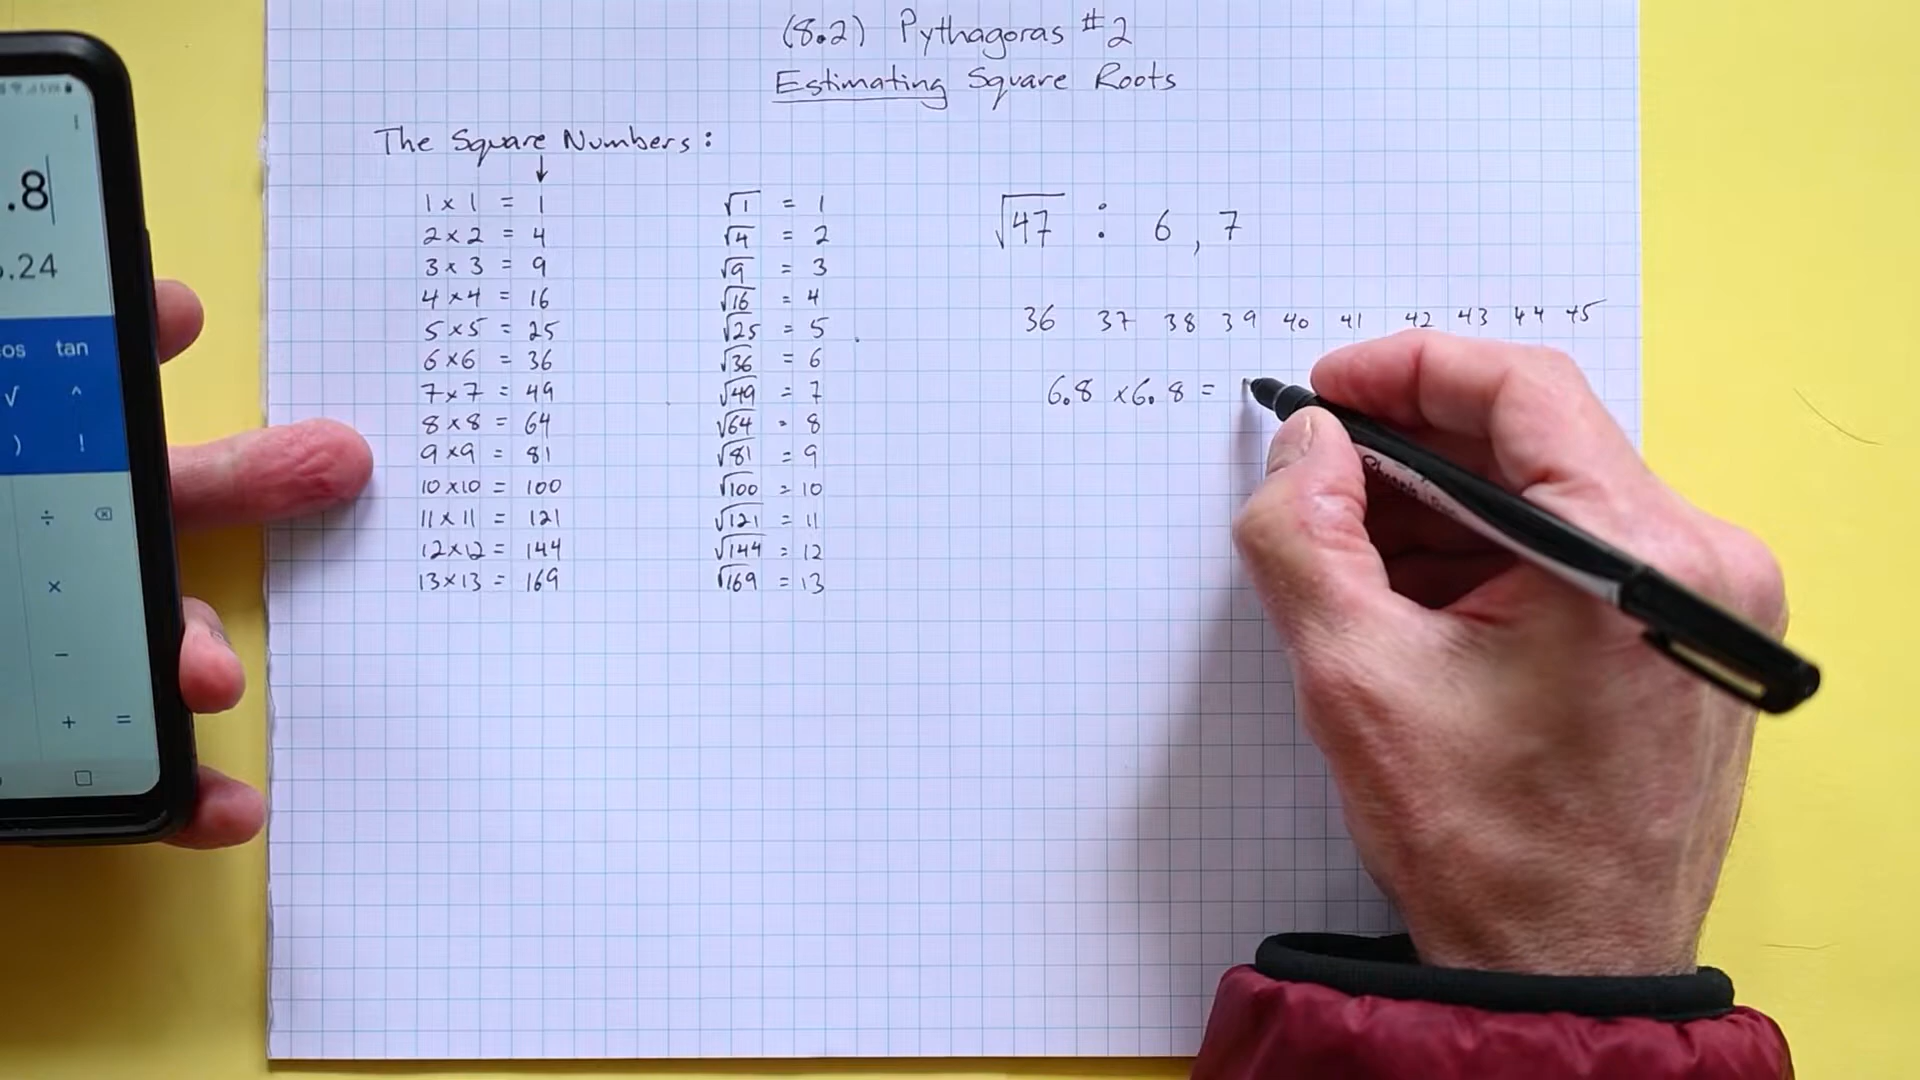 (8.2) Pythagoras #2
Estimating Square Roots
The Square Numbers:
1 x 1 = 1
2 x 2 = 4
3 x 3 = 9
4 x 4 = 16
5 x 5 = 25
6 x 6 = 36
7 x 7 = 49
8 x 8 = 64
9 x 9 = 81
10 x 10 = 100
11 x 11 = 121
12 x 12 = 144
13 x 13 = 169
√1 = 1
√4 = 2
√9 = 3
√16 = 4
√25 = 5
√36 = 6
√49 = 7
√64 = 8
√81 = 9
√100 = 10
√121 = 11
√144 = 12
√169 = 13
√47 : 6, 7
36 37 38 39 40 41 42 43 44 45
6.8 x 6.8 =
.8
.24
tan
√ ^
) !
÷
×
−
+ =